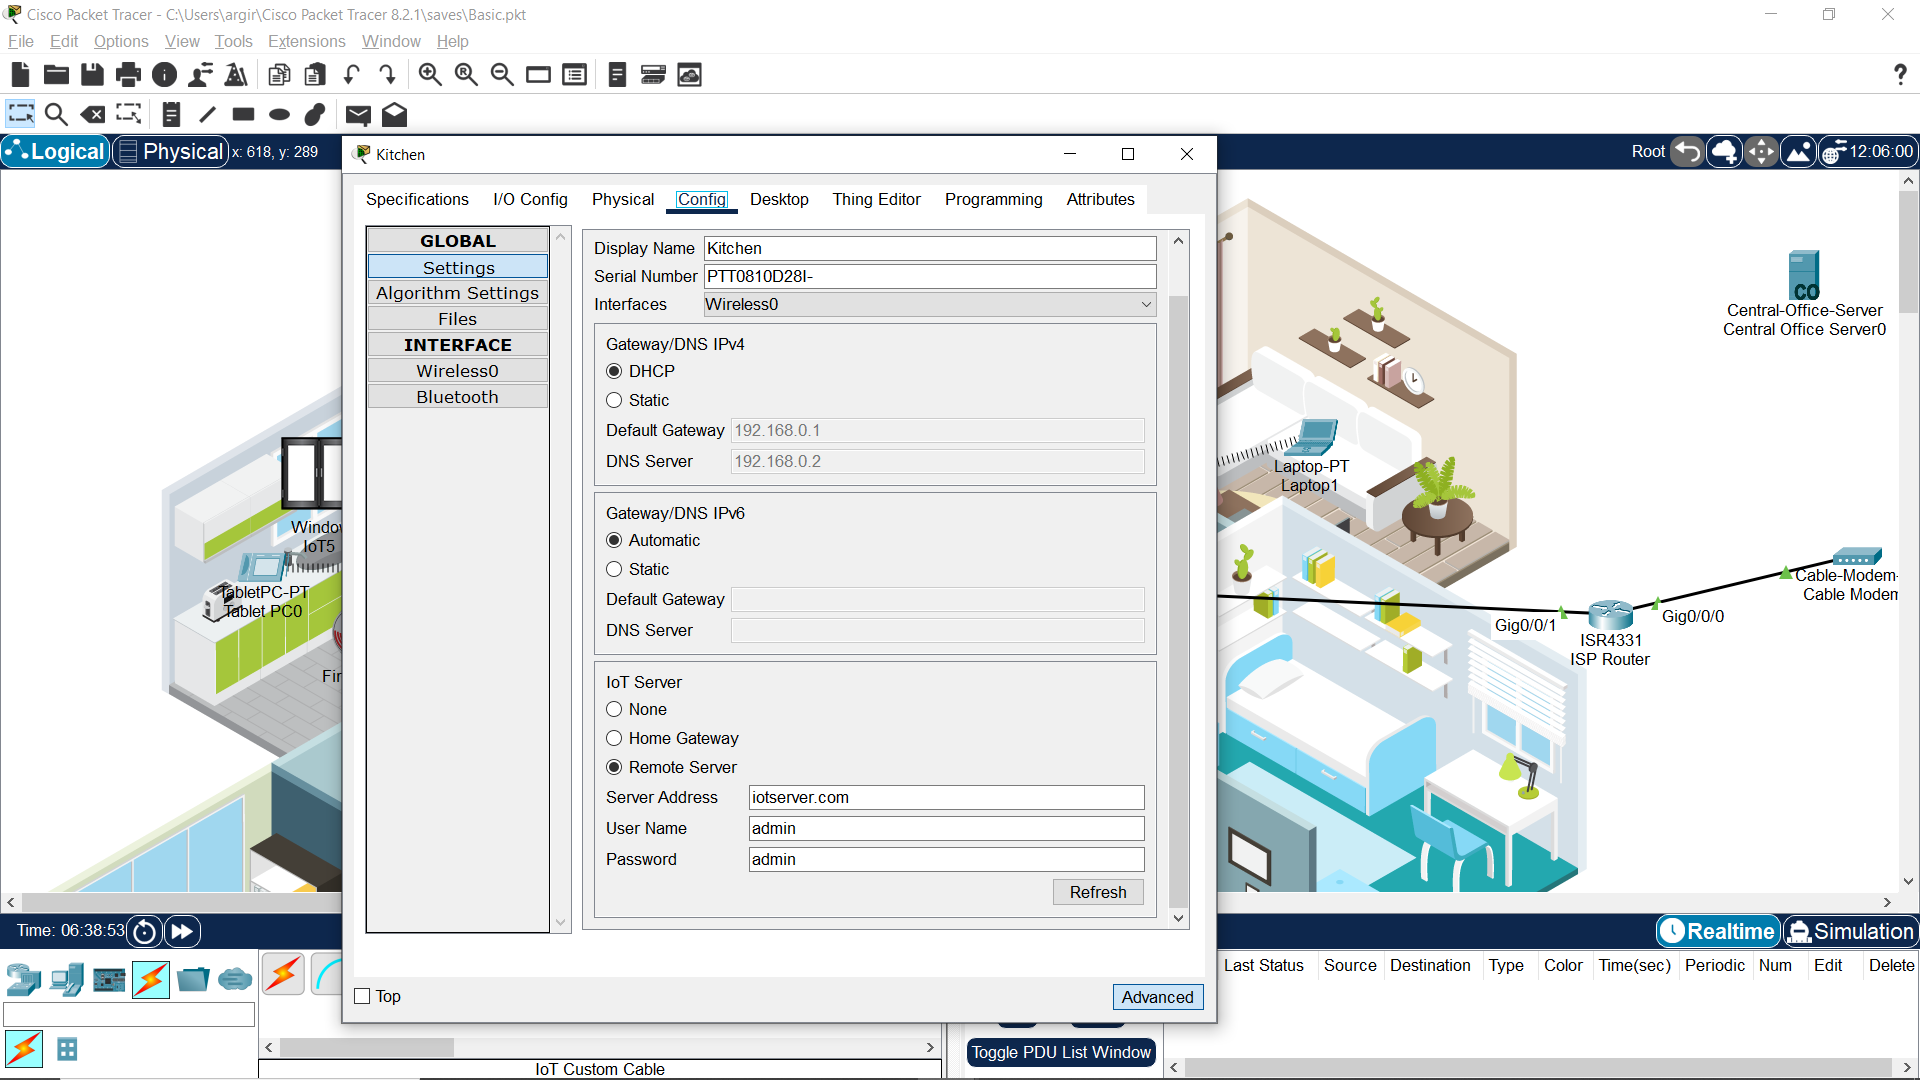 Cisco Packet Tracer - C:\Users\argir\Cisco Packet Tracer 8.2.1\saves\Basic.pkt
File Edit Options View Tools Extensions Window Help
Logical Physical x: 618, y: 289
Root 12:06:00
Kitchen
Specifications I/O Config Physical Config Desktop Thing Editor Programming Attributes
GLOBAL
Settings
Algorithm Settings
Files
INTERFACE
Wireless0
Bluetooth
Display Name Kitchen
Serial Number PTT0810D28I-
Interfaces Wireless0
Gateway/DNS IPv4
DHCP
Static
Default Gateway 192.168.0.1
DNS Server 192.168.0.2
Gateway/DNS IPv6
Automatic
Static
Default Gateway
DNS Server
IoT Server
None
Home Gateway
Remote Server
Server Address iotserver.com
User Name admin
Password admin
Refresh
Top
Advanced
Windo
IoT5
TabletPC-PT
Tablet PC0
Fir
CO
Central-Office-Server
Central Office Server0
Laptop-PT
Laptop1
Cable-Modem-
Cable Modem
Gig0/0/1
Gig0/0/0
ISR4331
ISP Router
Time: 06:38:53
Realtime Simulation
Last Status Source Destination Type Color Time(sec) Periodic Num Edit Delete
Toggle PDU List Window
IoT Custom Cable